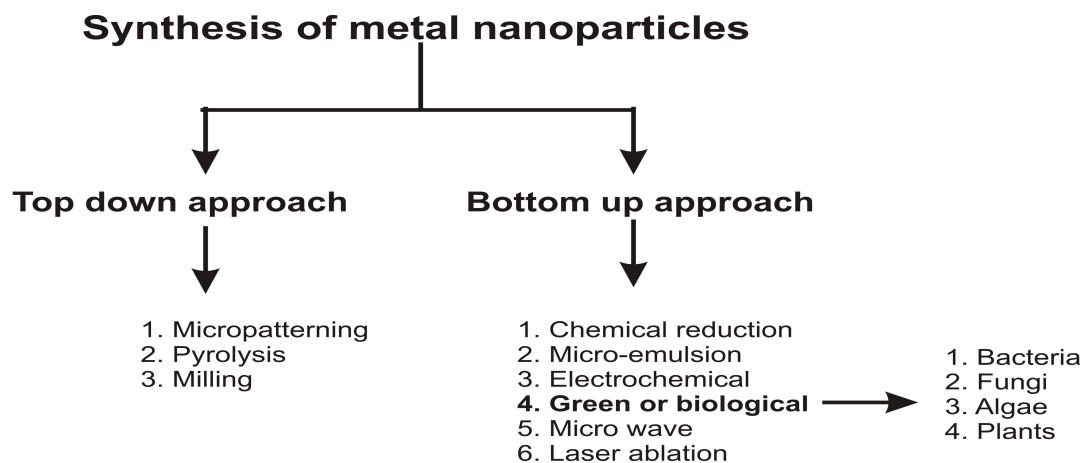 Synthesis of metal nanoparticles
Top down approach
Bottom up approach
1. Micropatterning
2. Pyrolysis
3. Milling
1. Chemical reduction
2. Micro-emulsion
3. Electrochemical
4. Green or biological
5. Micro wave
6. Laser ablation
1. Bacteria
2. Fungi
3. Algae
4. Plants